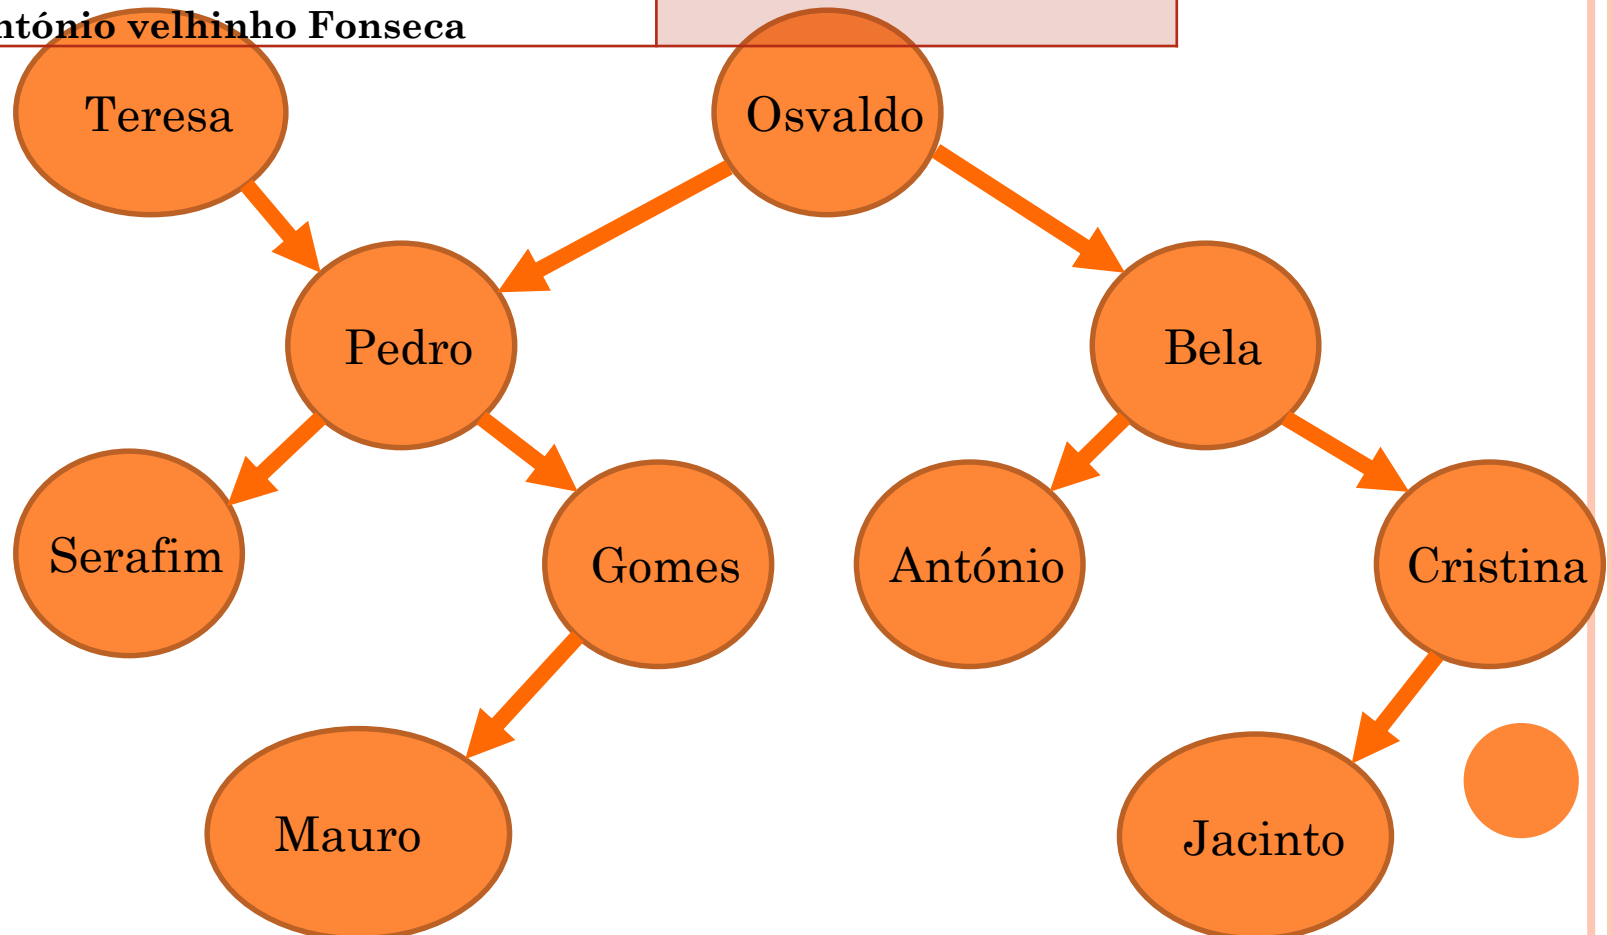 ntónio velhinho Fonseca
Teresa
Osvaldo
Pedro
Bela
Serafim
Gomes
António
Cristina
Mauro
Jacinto